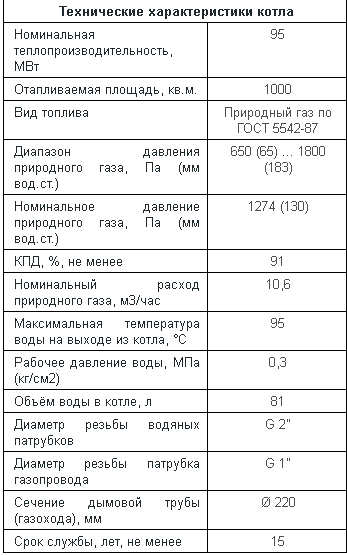 Технические характеристики котла
Номинальная
теплопроизводительность,
МВт
95
Отапливаемая площадь, кв.м.
1000
Вид топлива
Природный газ по
ГОСТ 5542-87
Диапазон давления
природного газа, Па (мм
вод.ст.)
650 (65) ... 1800
(183)
Номинальное давление
природного газа, Па (мм
вод.ст.)
1274 (130)
КПД, %, не менее
91
Номинальный расход
природного газа, м3/час
10,6
Максимальная температура
воды на выходе из котла, °С
95
Рабочее давление воды, МПа
(кг/см2)
0,3
Объём воды в котле, л
81
Диаметр резьбы водяных
патрубков
G 2"
Диаметр резьбы патрубка
газопровода
G 1"
Сечение дымовой трубы
(газохода), мм
Ø 220
Срок службы, лет, не менее
15